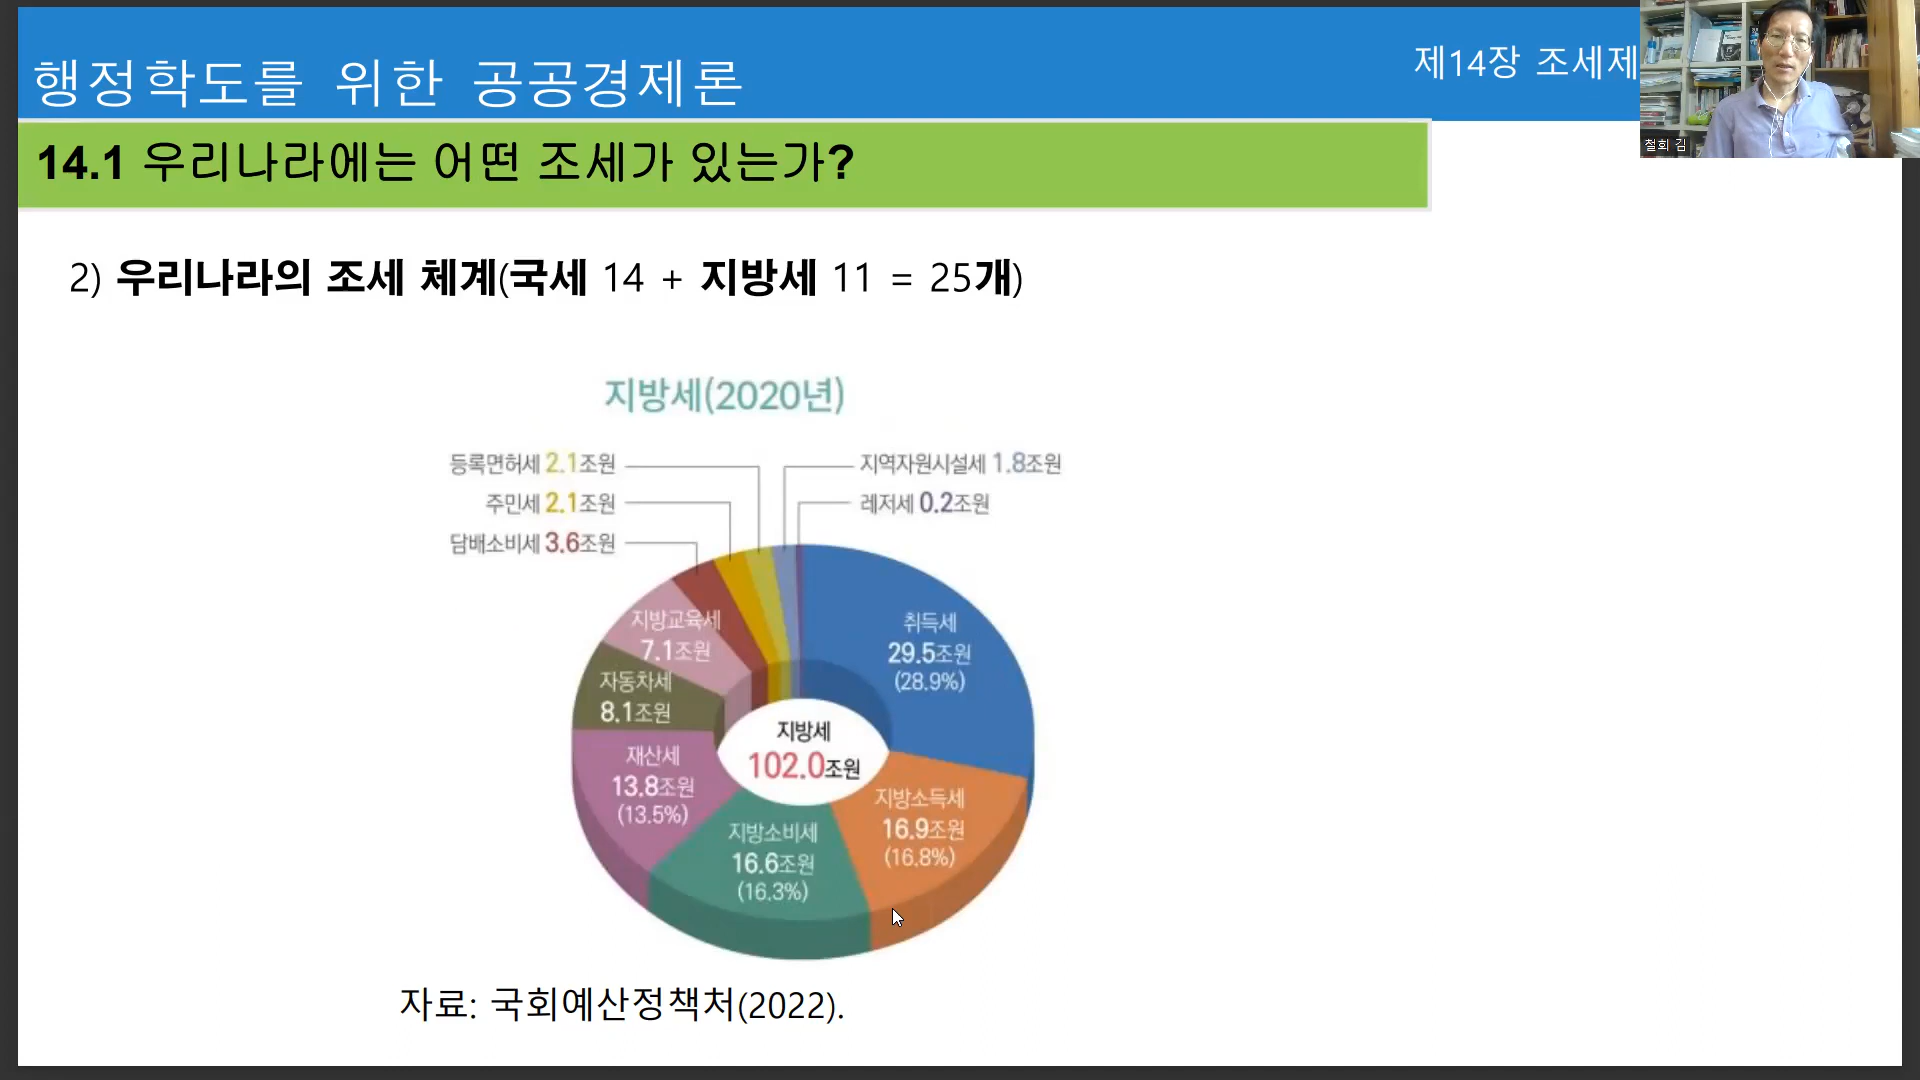 행정학도를 위한 공공경제론
제14장 조세제
철회 김
14.1 우리나라에는 어떤 조세가 있는가?
2) 우리나라의 조세 체계(국세 14 + 지방세 11 = 25개)
지방세(2020년)
등록면허세 2.1조원
주민세 2.1조원
담배소비세 3.6조원
지역자원시설세 1.8조원
레저세 0.2조원
취득세
29.5조원
(28.9%)
지방교육세
7.1조원
자동차세
8.1조원
지방세
102.0조원
재산세
13.8조원
(13.5%)
지방소득세
16.9조원
(16.8%)
지방소비세
16.6조원
(16.3%)
자료: 국회예산정책처(2022).